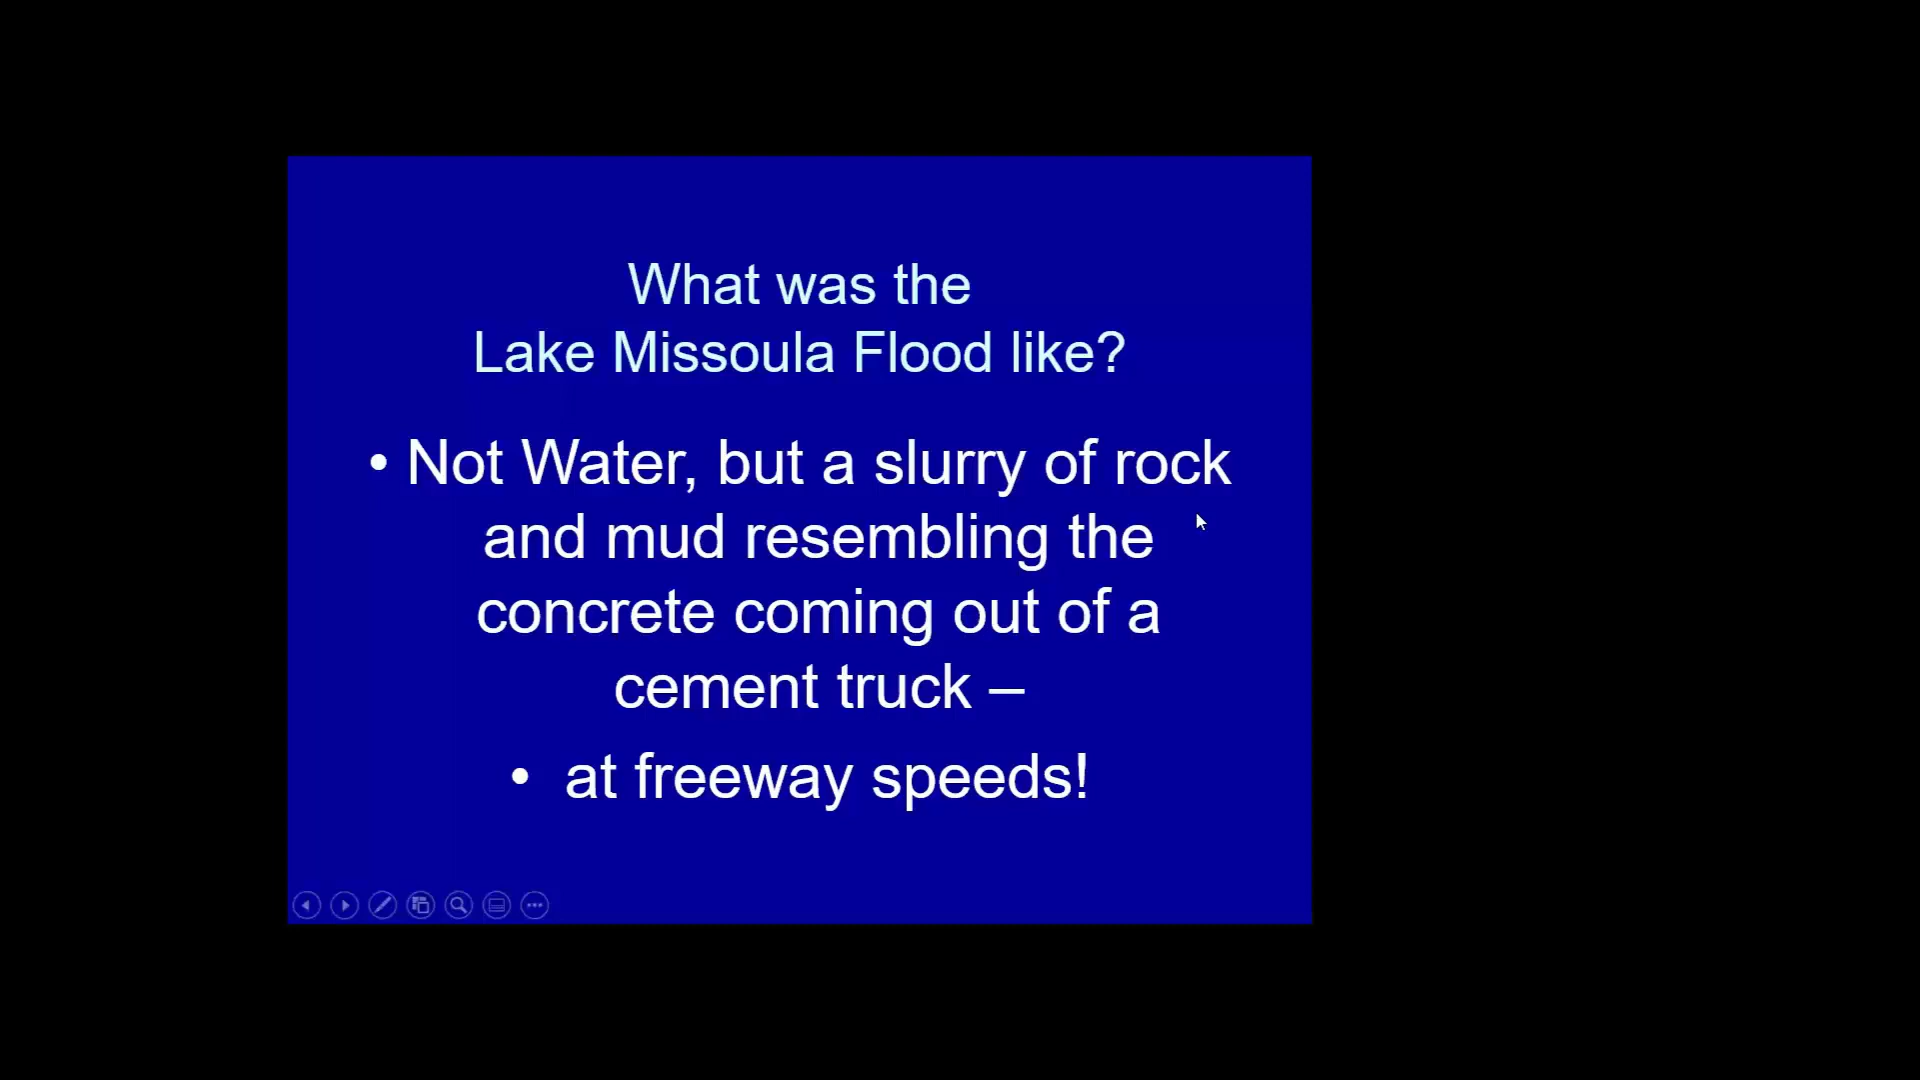 What was the
Lake Missoula Flood like?
• Not Water, but a slurry of rock
and mud resembling the
concrete coming out of a
cement truck –
• at freeway speeds!